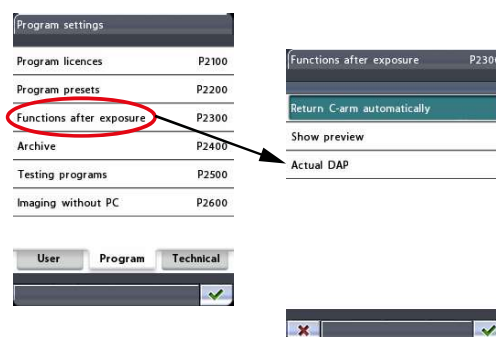 Program settings
Program licences P2100
Program presets P2200
Functions after exposure P2300
Archive P2400
Testing programs P2500
Imaging without PC P2600
User Program Technical
Functions after exposure P2300
Return C-arm automatically
Show preview
Actual DAP